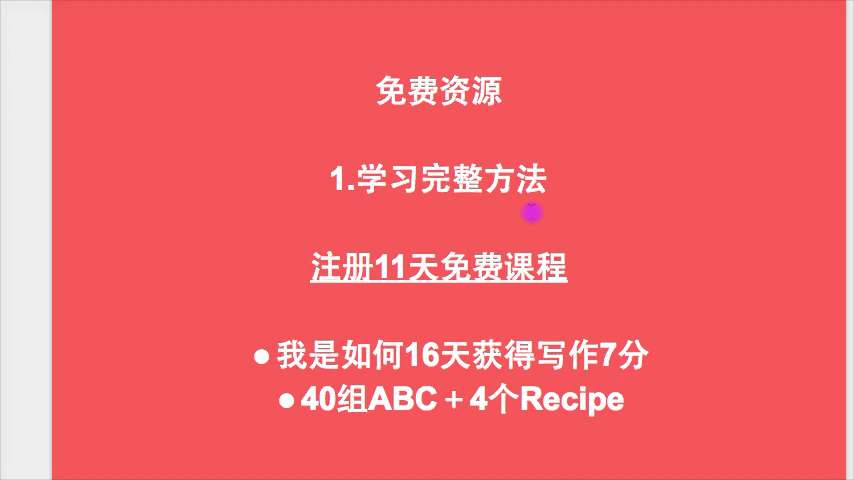 免费资源
1.学习完整方法
注册11天免费课程
●我是如何16天获得写作7分
●40组ABC＋4个Recipe